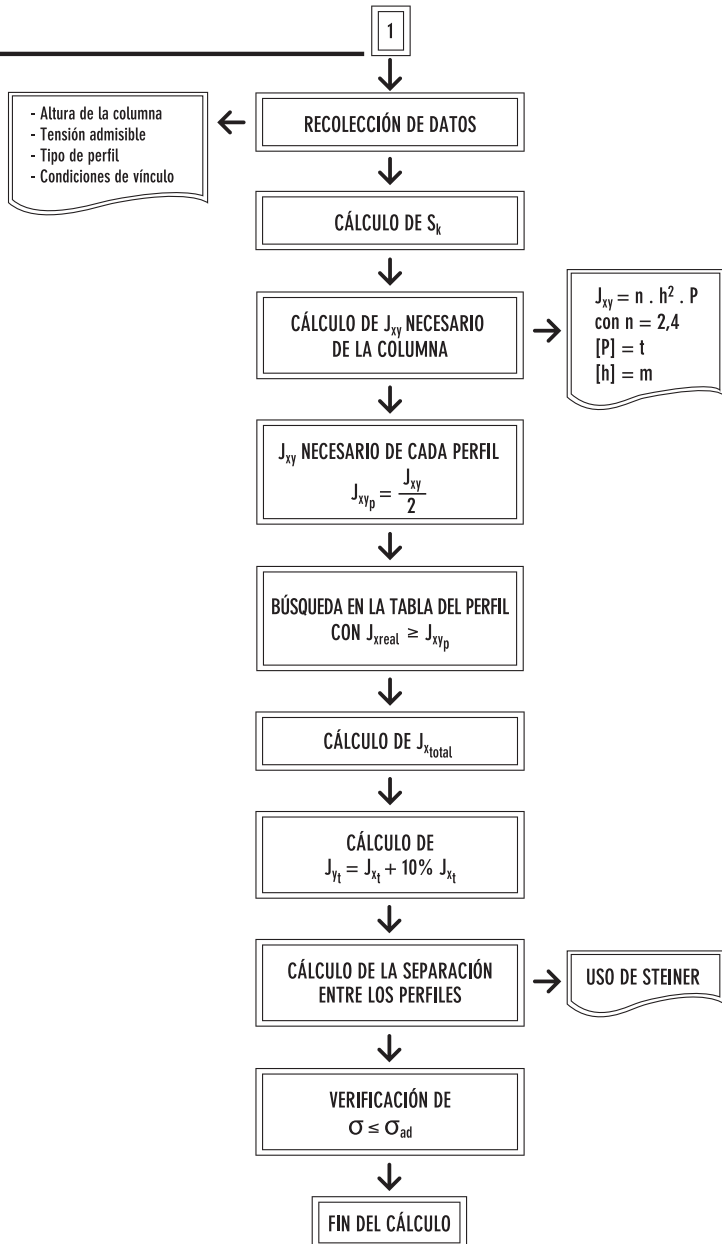 1
- Altura de la columna
- Tensión admisible
- Tipo de perfil
- Condiciones de vínculo
RECOLECCIÓN DE DATOS
CÁLCULO DE Sk
CÁLCULO DE Jxy NECESARIO
DE LA COLUMNA
Jxy = n . h² . P
con n = 2,4
[P] = t
[h] = m
Jxy NECESARIO DE CADA PERFIL
Jxyp = Jxy / 2
BÚSQUEDA EN LA TABLA DEL PERFIL
CON Jxreal ≥ Jxyp
CÁLCULO DE Jxtotal
CÁLCULO DE
Jyt = Jxt + 10% Jxt
CÁLCULO DE LA SEPARACIÓN
ENTRE LOS PERFILES
USO DE STEINER
VERIFICACIÓN DE
σ ≤ σad
FIN DEL CÁLCULO